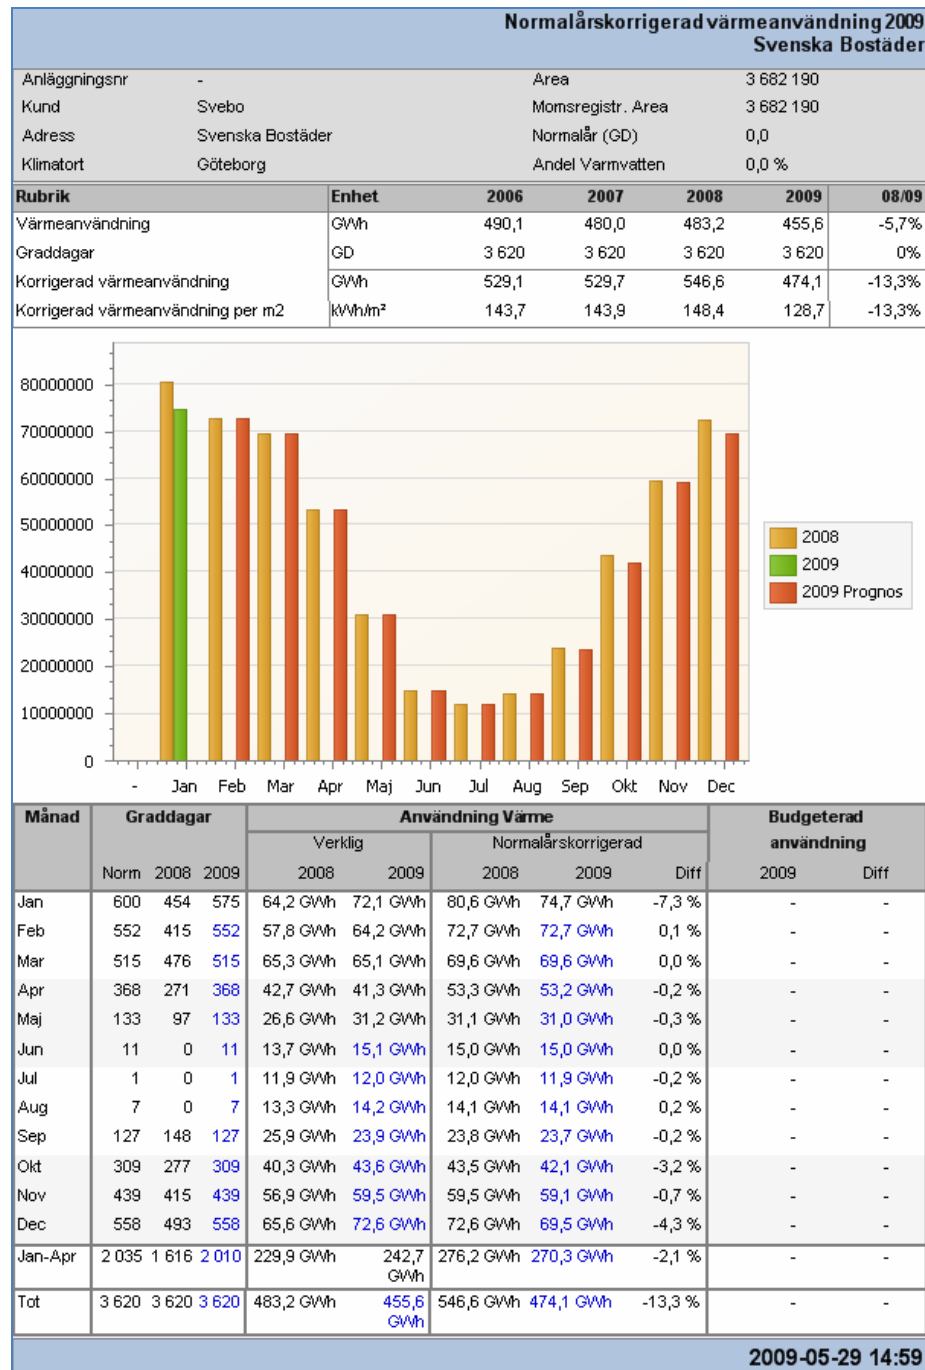 Normalårskorrigerad värmeanvändning 2009
Svenska Bostäder
Anläggningsnr - Area 3 682 190
Kund Svebo Momsregistr. Area 3 682 190
Adress Svenska Bostäder Normalår (GD) 0,0
Klimatort Göteborg Andel Varmvatten 0,0 %
Rubrik Enhet 2006 2007 2008 2009 08/09
Värmeanvändning GWh 490,1 480,0 483,2 455,6 -5,7%
Graddagar GD 3 620 3 620 3 620 3 620 0%
Korrigerad värmeanvändning GWh 529,1 529,7 546,6 474,1 -13,3%
Korrigerad värmeanvändning per m2 kWh/m² 143,7 143,9 148,4 128,7 -13,3%
80000000
70000000
60000000
50000000
40000000
30000000
20000000
10000000
0
- Jan Feb Mar Apr Maj Jun Jul Aug Sep Okt Nov Dec
2008
2009
2009 Prognos
Månad Graddagar Användning Värme Budgeterad
Verklig Normalårskorrigerad användning
Norm 2008 2009 2008 2009 2008 2009 Diff 2009 Diff
Jan 600 454 575 64,2 GWh 72,1 GWh 80,6 GWh 74,7 GWh -7,3 % - -
Feb 552 415 552 57,8 GWh 64,2 GWh 72,7 GWh 72,7 GWh 0,1 % - -
Mar 515 476 515 65,3 GWh 65,1 GWh 69,6 GWh 69,6 GWh 0,0 % - -
Apr 368 271 368 42,7 GWh 41,3 GWh 53,3 GWh 53,2 GWh -0,2 % - -
Maj 133 97 133 26,6 GWh 31,2 GWh 31,1 GWh 31,0 GWh -0,3 % - -
Jun 11 0 11 13,7 GWh 15,1 GWh 15,0 GWh 15,0 GWh 0,0 % - -
Jul 1 0 1 11,9 GWh 12,0 GWh 12,0 GWh 11,9 GWh -0,2 % - -
Aug 7 0 7 13,3 GWh 14,2 GWh 14,1 GWh 14,1 GWh 0,2 % - -
Sep 127 148 127 25,9 GWh 23,9 GWh 23,8 GWh 23,7 GWh -0,2 % - -
Okt 309 277 309 40,3 GWh 43,6 GWh 43,5 GWh 42,1 GWh -3,2 % - -
Nov 439 415 439 56,9 GWh 59,5 GWh 59,5 GWh 59,1 GWh -0,7 % - -
Dec 558 493 558 65,6 GWh 72,6 GWh 72,6 GWh 69,5 GWh -4,3 % - -
Jan-Apr 2 035 1 616 2 010 229,9 GWh 242,7 276,2 GWh 270,3 GWh -2,1 % - -
GWh
Tot 3 620 3 620 3 620 483,2 GWh 455,6 546,6 GWh 474,1 GWh -13,3 % - -
GWh
2009-05-29 14:59